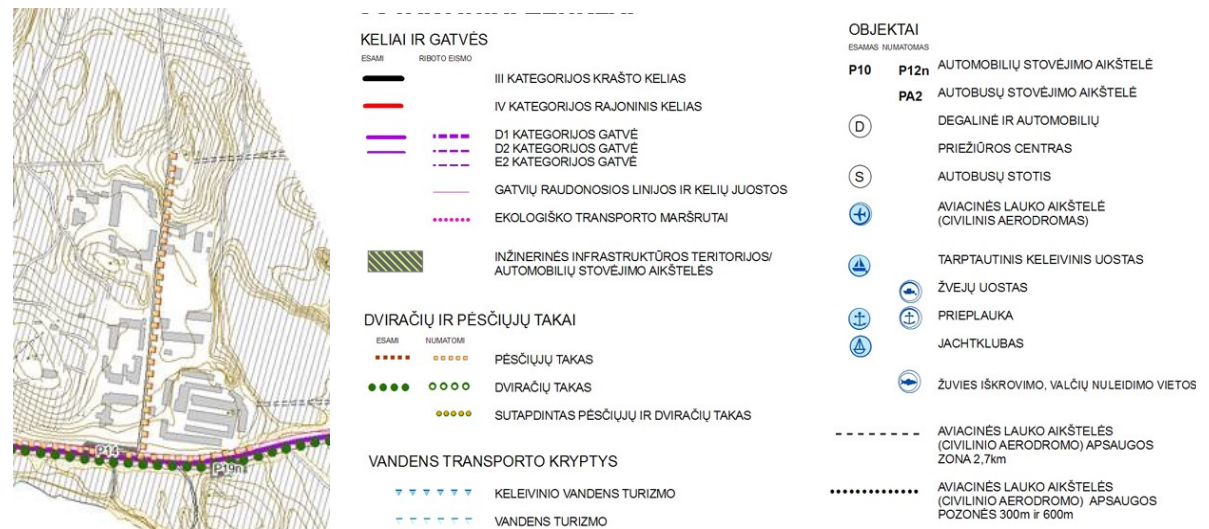 P14
P19n
KELIAI IR GATVĖS
ESAMI RIBOTO EISMO
III KATEGORIJOS KRAŠTO KELIAS
IV KATEGORIJOS RAJONINIS KELIAS
D1 KATEGORIJOS GATVĖ
D2 KATEGORIJOS GATVĖ
E2 KATEGORIJOS GATVĖ
GATVIŲ RAUDONOSIOS LINIJOS IR KELIŲ JUOSTOS
EKOLOGIŠKO TRANSPORTO MARŠRUTAI
INŽINERINĖS INFRASTRUKTŪROS TERITORIJOS/
AUTOMOBILIŲ STOVĖJIMO AIKŠTELĖS
DVIRAČIŲ IR PĖSČIŲJŲ TAKAI
ESAMI NUMATOMI
PĖSČIŲJŲ TAKAS
DVIRAČIŲ TAKAS
SUTAPDINTAS PĖSČIŲJŲ IR DVIRAČIŲ TAKAS
VANDENS TRANSPORTO KRYPTYS
KELEIVINIO VANDENS TURIZMO
VANDENS TURIZMO
OBJEKTAI
ESAMAS NUMATOMAS
P10 P12n AUTOMOBILIŲ STOVĖJIMO AIKŠTELĖ
PA2 AUTOBUSŲ STOVĖJIMO AIKŠTELĖ
D DEGALINĖ IR AUTOMOBILIŲ
PRIEŽIŪROS CENTRAS
S AUTOBUSŲ STOTIS
AVIACINĖS LAUKO AIKŠTELĖ
(CIVILINIS AERODROMAS)
TARPTAUTINIS KELEIVINIS UOSTAS
ŽVEJŲ UOSTAS
PRIEPLAUKA
JACHTKLUBAS
ŽUVIES IŠKROVIMO, VALČIŲ NULEIDIMO VIETOS
AVIACINĖS LAUKO AIKŠTELĖS
(CIVILINIO AERODROMO) APSAUGOS
ZONA 2,7km
AVIACINĖS LAUKO AIKŠTELĖS
(CIVILINIO AERODROMO) APSAUGOS
POZONĖS 300m ir 600m